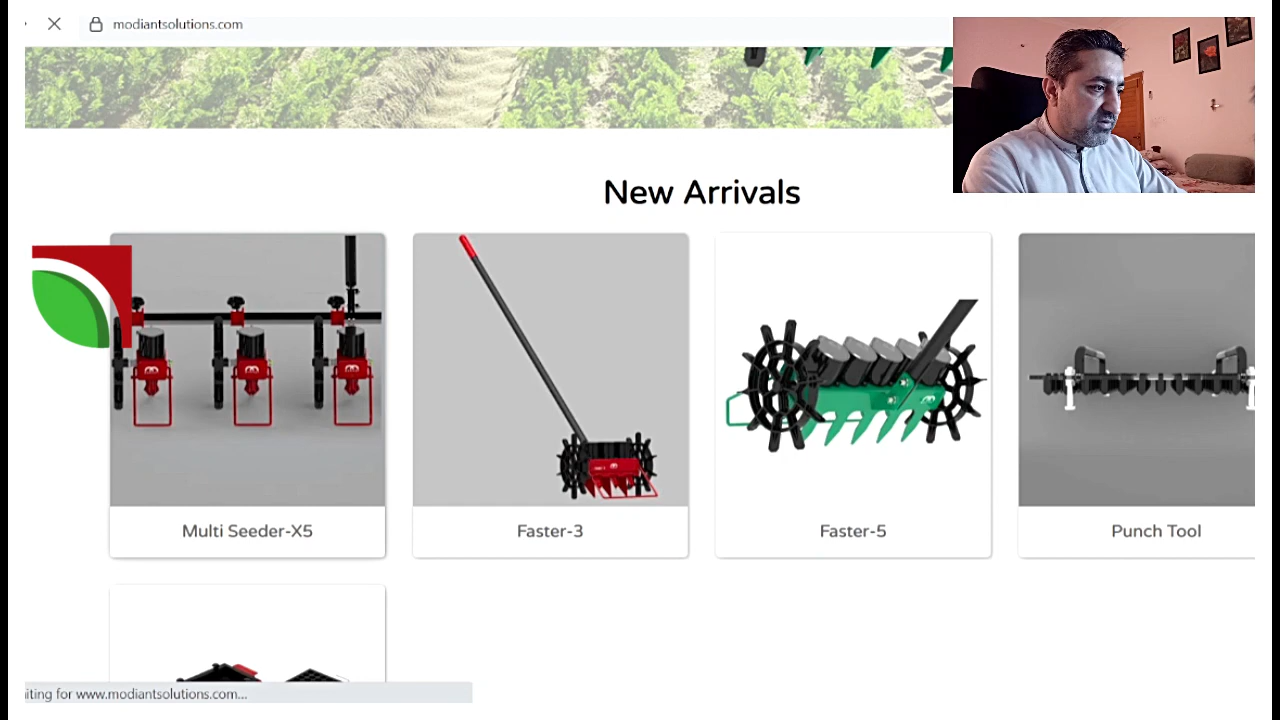 modiantsolutions.com
New Arrivals
Multi Seeder-X5
Faster-3
Faster-5
Punch Tool
iting for www.modiantsolutions.com...